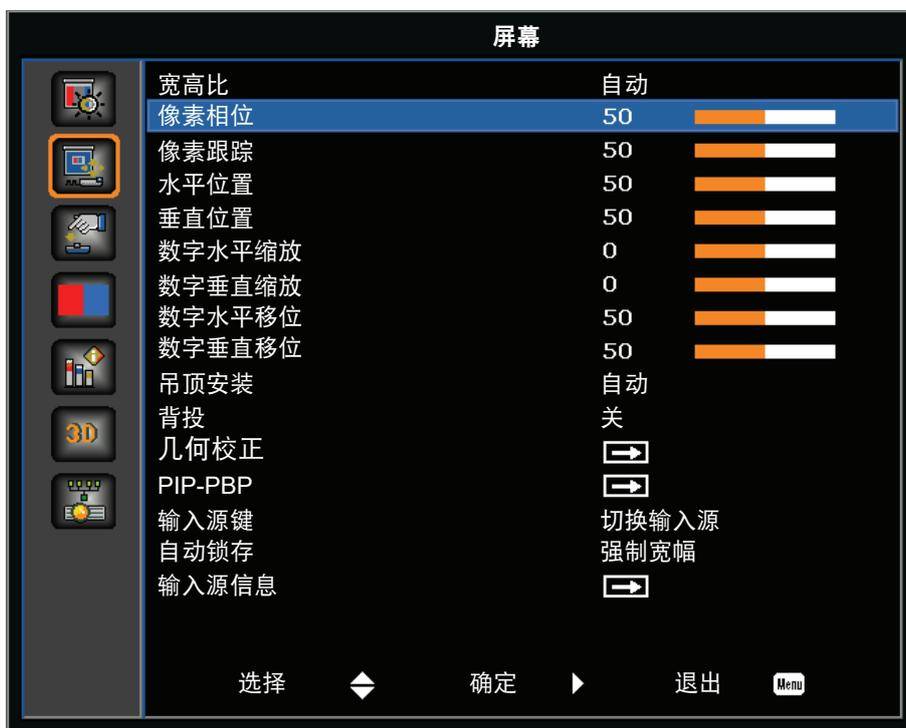 屏幕
宽高比 自动
像素相位 50
像素跟踪 50
水平位置 50
垂直位置 50
数字水平缩放 0
数字垂直缩放 0
数字水平移位 50
数字垂直移位 50
吊顶安装 自动
背投 关
几何校正
PIP-PBP
输入源键 切换输入源
自动锁存 强制宽幅
输入源信息
3D
选择 确定 退出 Menu